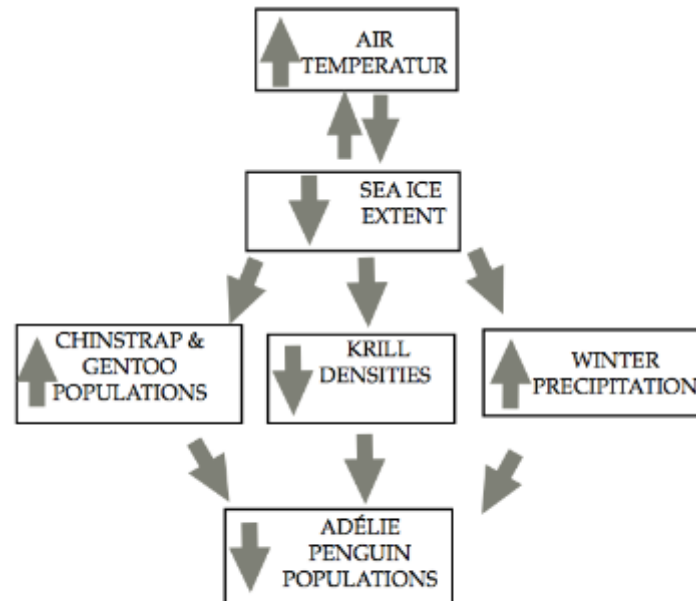 AIR
TEMPERATUR
SEA ICE
EXTENT
CHINSTRAP &
GENTOO
POPULATIONS
KRILL
DENSITIES
WINTER
PRECIPITATION
ADÉLIE
PENGUIN
POPULATIONS